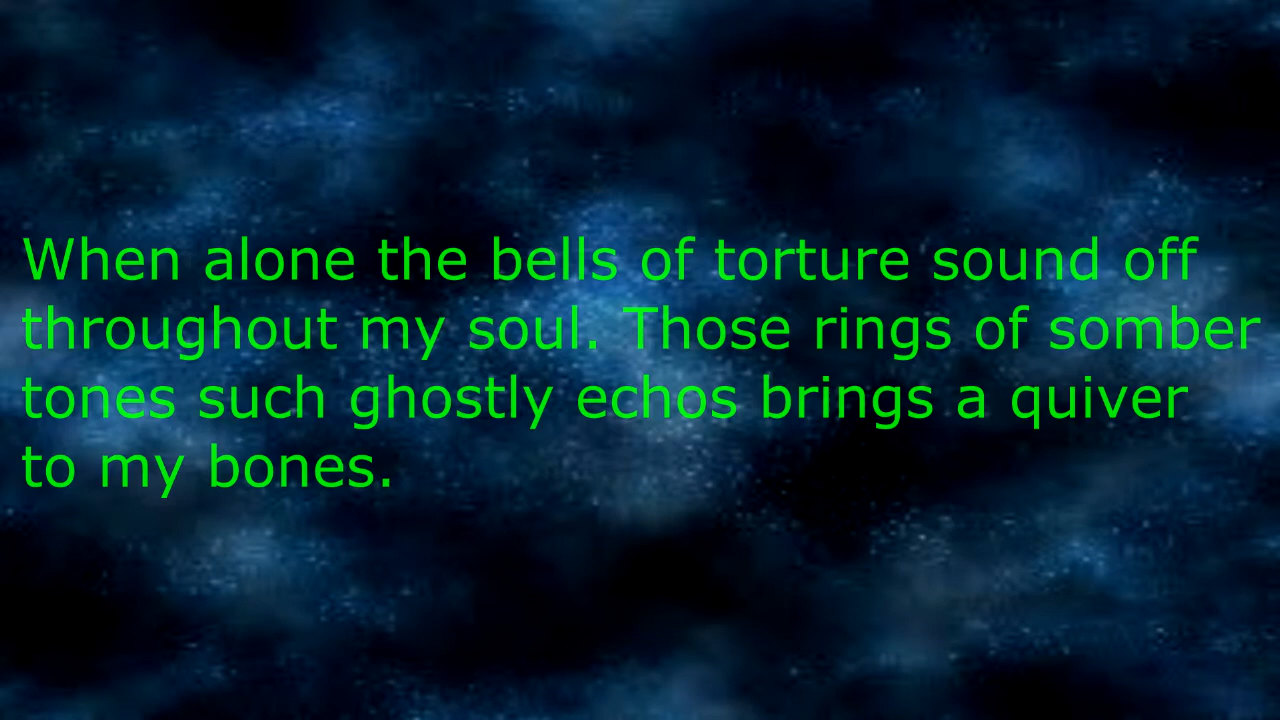 When alone the bells of torture sound off
throughout my soul. Those rings of somber
tones such ghostly echos brings a quiver
to my bones.